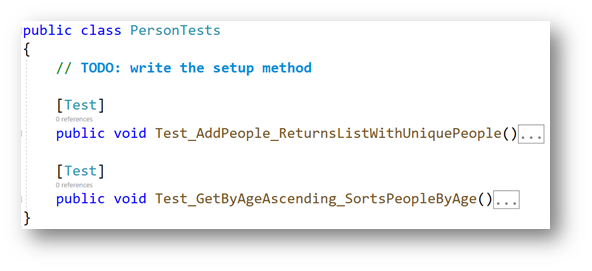 public class PersonTests
{
// TODO: write the setup method
[Test]
0 references
public void Test_AddPeople_ReturnsListWithUniquePeople()...
[Test]
0 references
public void Test_GetByAgeAscending_SortsPeopleByAge()...
}